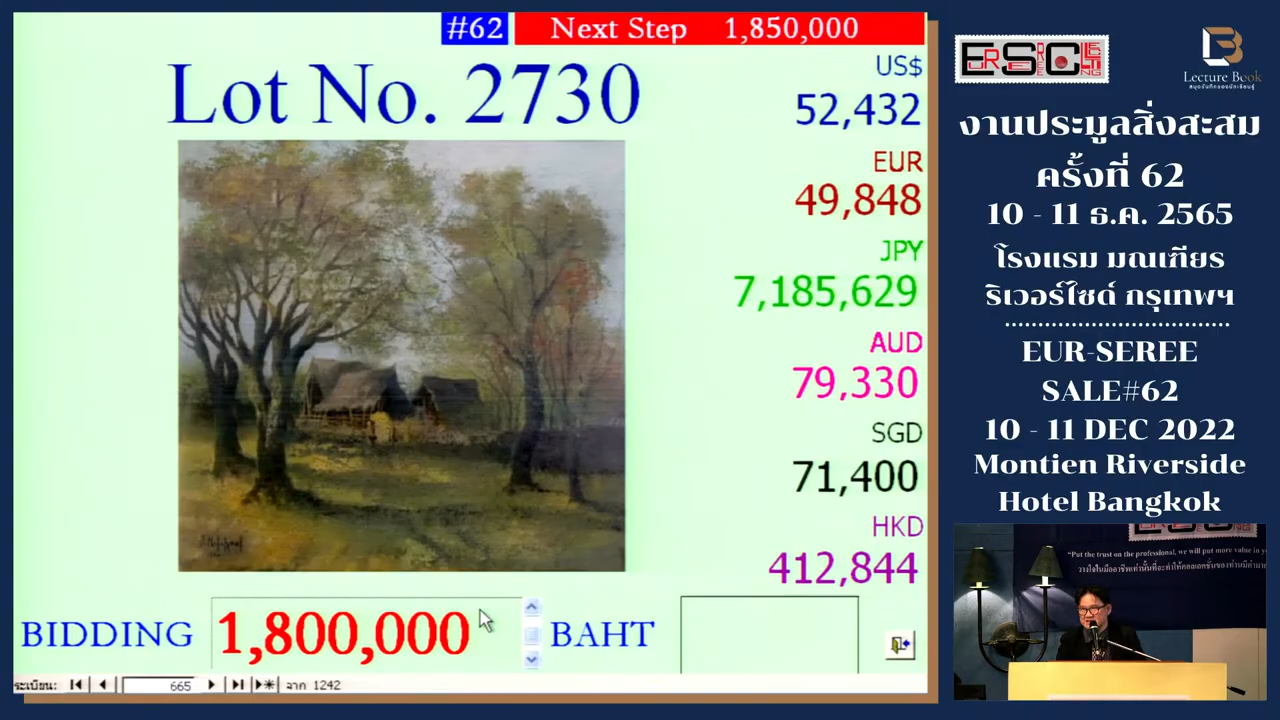 #62 Next Step 1,850,000
Lot No. 2730
US$
52,432
EUR
49,848
JPY
7,185,629
AUD
79,330
SGD
71,400
HKD
412,844
BIDDING 1,800,000 BAHT
ระเบียน: 665 จาก 1242
Lecture Book
งานประมูลสิ่งสะสม
ครั้งที่ 62
10 - 11 ธ.ค. 2565
โรงแรม มณเฑียร
ริเวอร์ไซด์ กรุงเทพฯ
EUR-SEREE
SALE#62
10 - 11 DEC 2022
Montien Riverside
Hotel Bangkok
"Put the trust on the professional, we will put more value in